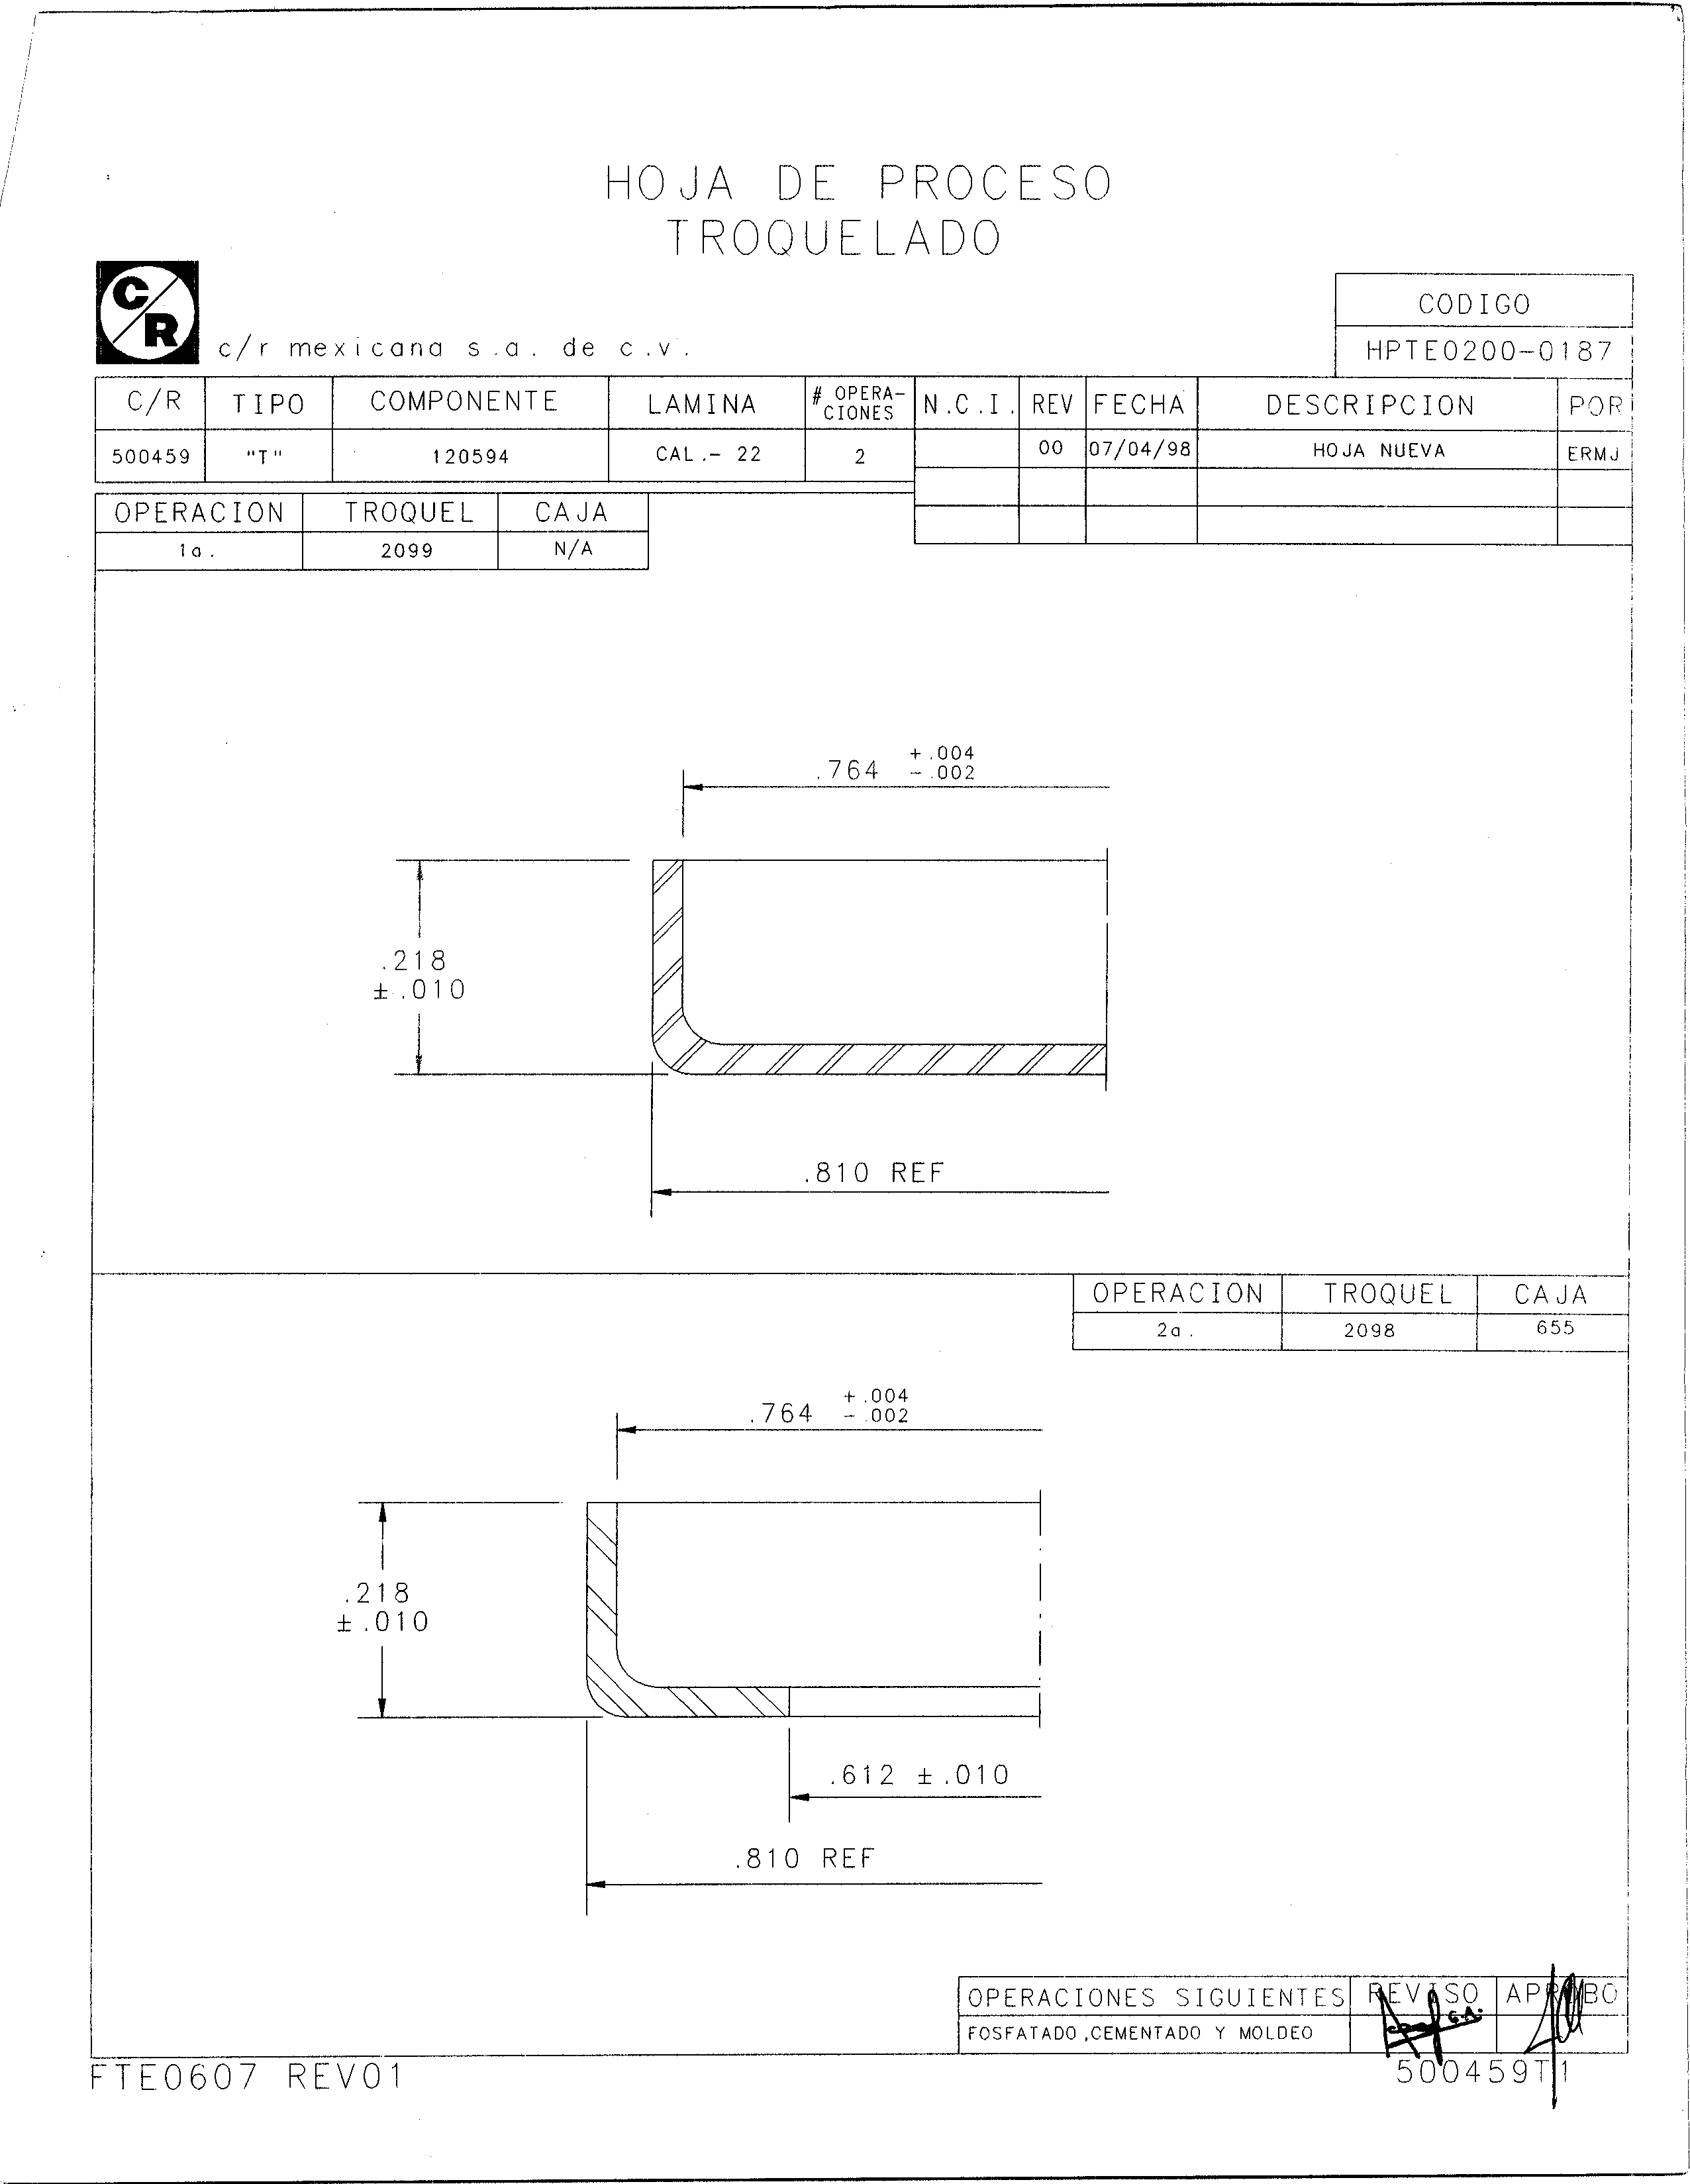 HOJA DE PROCESO
TROQUELADO
C/R
c/r mexicana s.a. de c.v.
CODIGO
HPTE0200-0187
C/R TIPO COMPONENTE LAMINA # OPERA-CIONES N.C.I. REV FECHA DESCRIPCION POR
500459 "T" 120594 CAL.- 22 2 00 07/04/98 HOJA NUEVA ERMJ
OPERACION TROQUEL CAJA
1a. 2099 N/A
.764 +.004 -.002
.218
±.010
.810 REF
OPERACION TROQUEL CAJA
2a. 2098 655
.764 +.004 -.002
.218
±.010
.612 ±.010
.810 REF
OPERACIONES SIGUIENTES REVISO APROBO
FOSFATADO,CEMENTADO Y MOLDEO
FTE0607 REV01
500459T1